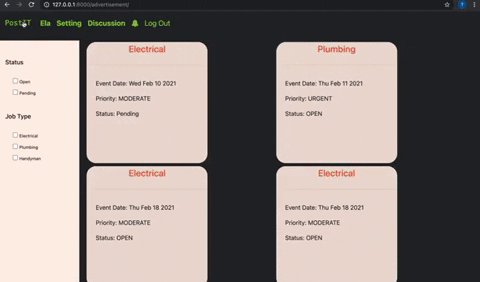 127.0.0.1:8000/advertisement/
Ela Setting Discussion Log Out
Status
Open
Pending
Job Type
Electrical
Plumbing
Handyman
Electrical
Event Date: Wed Feb 10 2021
Priority: MODERATE
Status: Pending
Plumbing
Event Date: Thu Feb 11 2021
Priority: URGENT
Status: OPEN
Electrical
Event Date: Thu Feb 18 2021
Priority: MODERATE
Status: OPEN
Electrical
Event Date: Thu Feb 18 2021
Priority: MODERATE
Status: OPEN